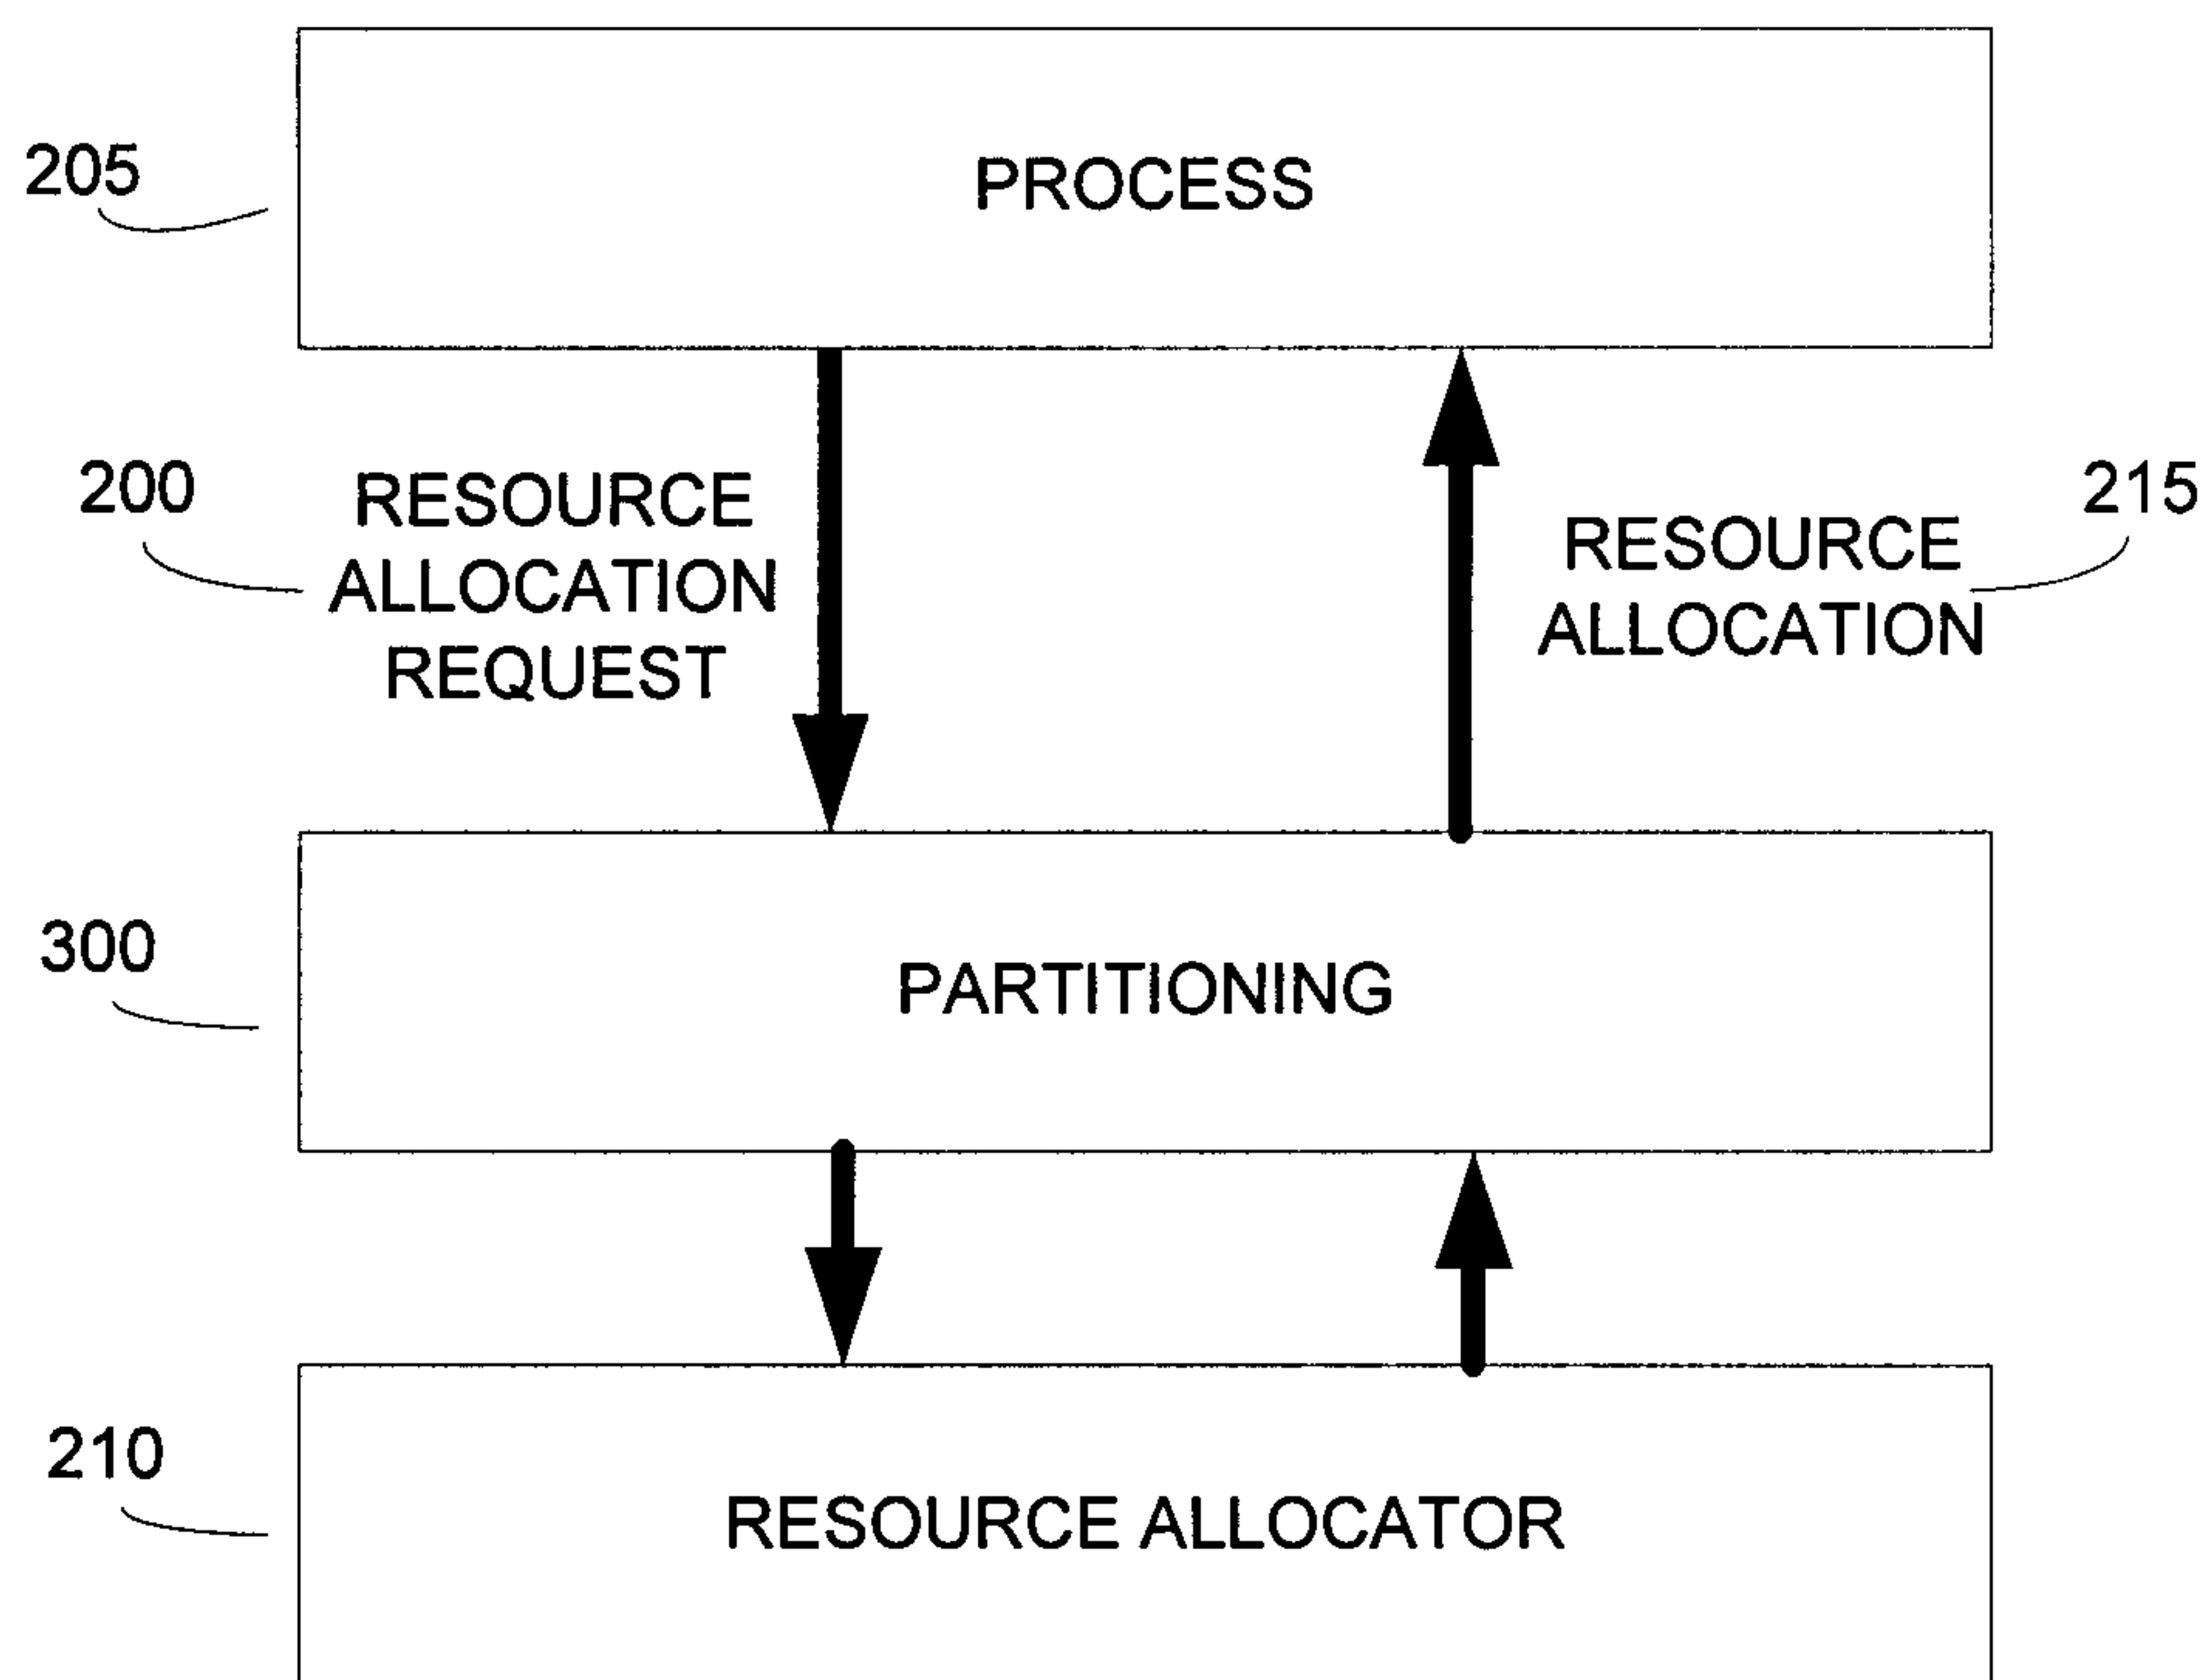 205
PROCESS
200
RESOURCE
ALLOCATION
REQUEST
215
RESOURCE
ALLOCATION
300
PARTITIONING
210
RESOURCE ALLOCATOR